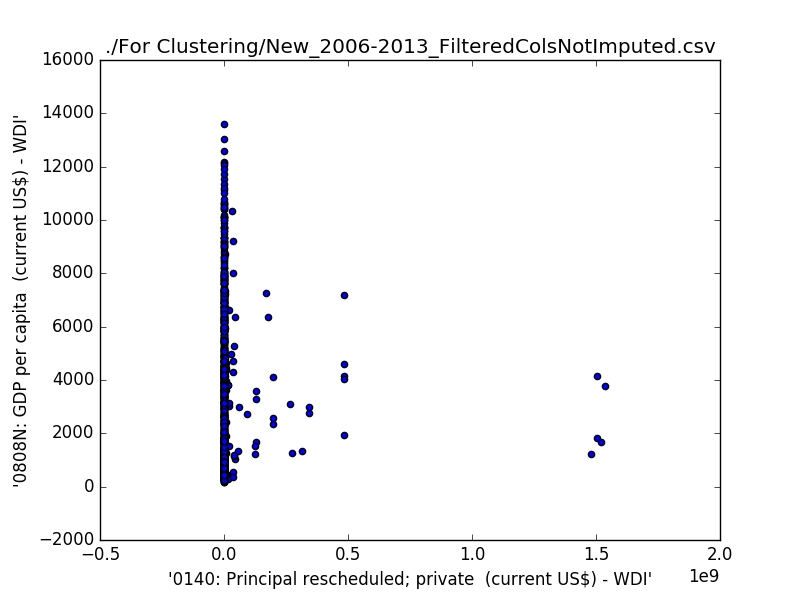 ./For Clustering/New_2006-2013_FilteredColsNotImputed.csv
16000
14000
12000
10000
8000
6000
4000
2000
0
−2000
'0808N: GDP per capita  (current US$) - WDI'
−0.5 0.0 0.5 1.0 1.5 2.0
1e9
'0140: Principal rescheduled; private  (current US$) - WDI'